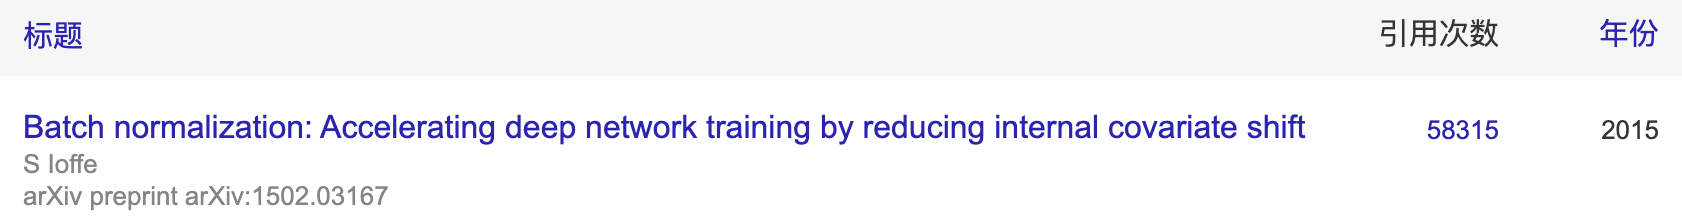 标题 引用次数 年份
Batch normalization: Accelerating deep network training by reducing internal covariate shift 58315 2015
S Ioffe
arXiv preprint arXiv:1502.03167